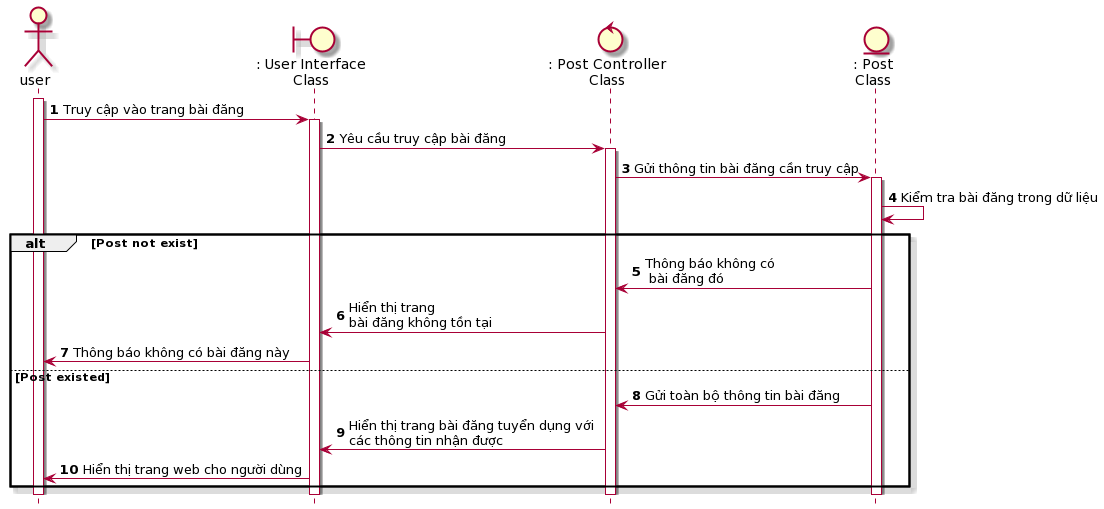 user
: User Interface
Class
: Post Controller
Class
: Post
Class
1 Truy cập vào trang bài đăng
2 Yêu cầu truy cập bài đăng
3 Gửi thông tin bài đăng cần truy cập
4 Kiểm tra bài đăng trong dữ liệu
alt [Post not exist]
5 Thông báo không có
bài đăng đó
6 Hiển thị trang
bài đăng không tồn tại
7 Thông báo không có bài đăng này
[Post existed]
8 Gửi toàn bộ thông tin bài đăng
9 Hiển thị trang bài đăng tuyển dụng với
các thông tin nhận được
10 Hiển thị trang web cho người dùng